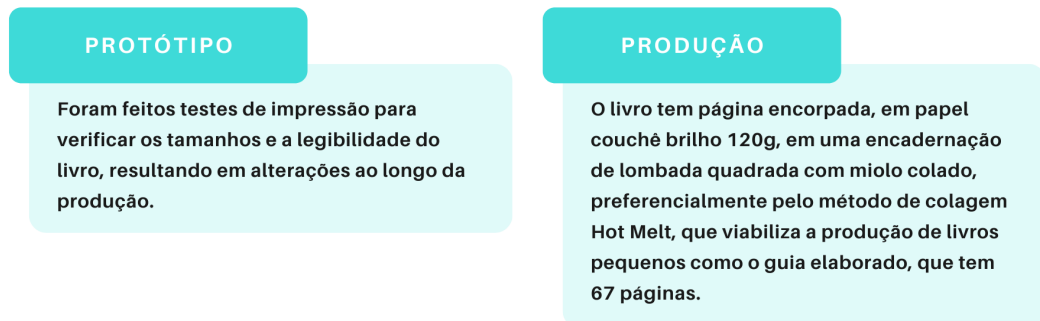 PROTÓTIPO
Foram feitos testes de impressão para
verificar os tamanhos e a legibilidade do
livro, resultando em alterações ao longo da
produção.
PRODUÇÃO
O livro tem página encorpada, em papel
couchê brilho 120g, em uma encadernação
de lombada quadrada com miolo colado,
preferencialmente pelo método de colagem
Hot Melt, que viabiliza a produção de livros
pequenos como o guia elaborado, que tem
67 páginas.